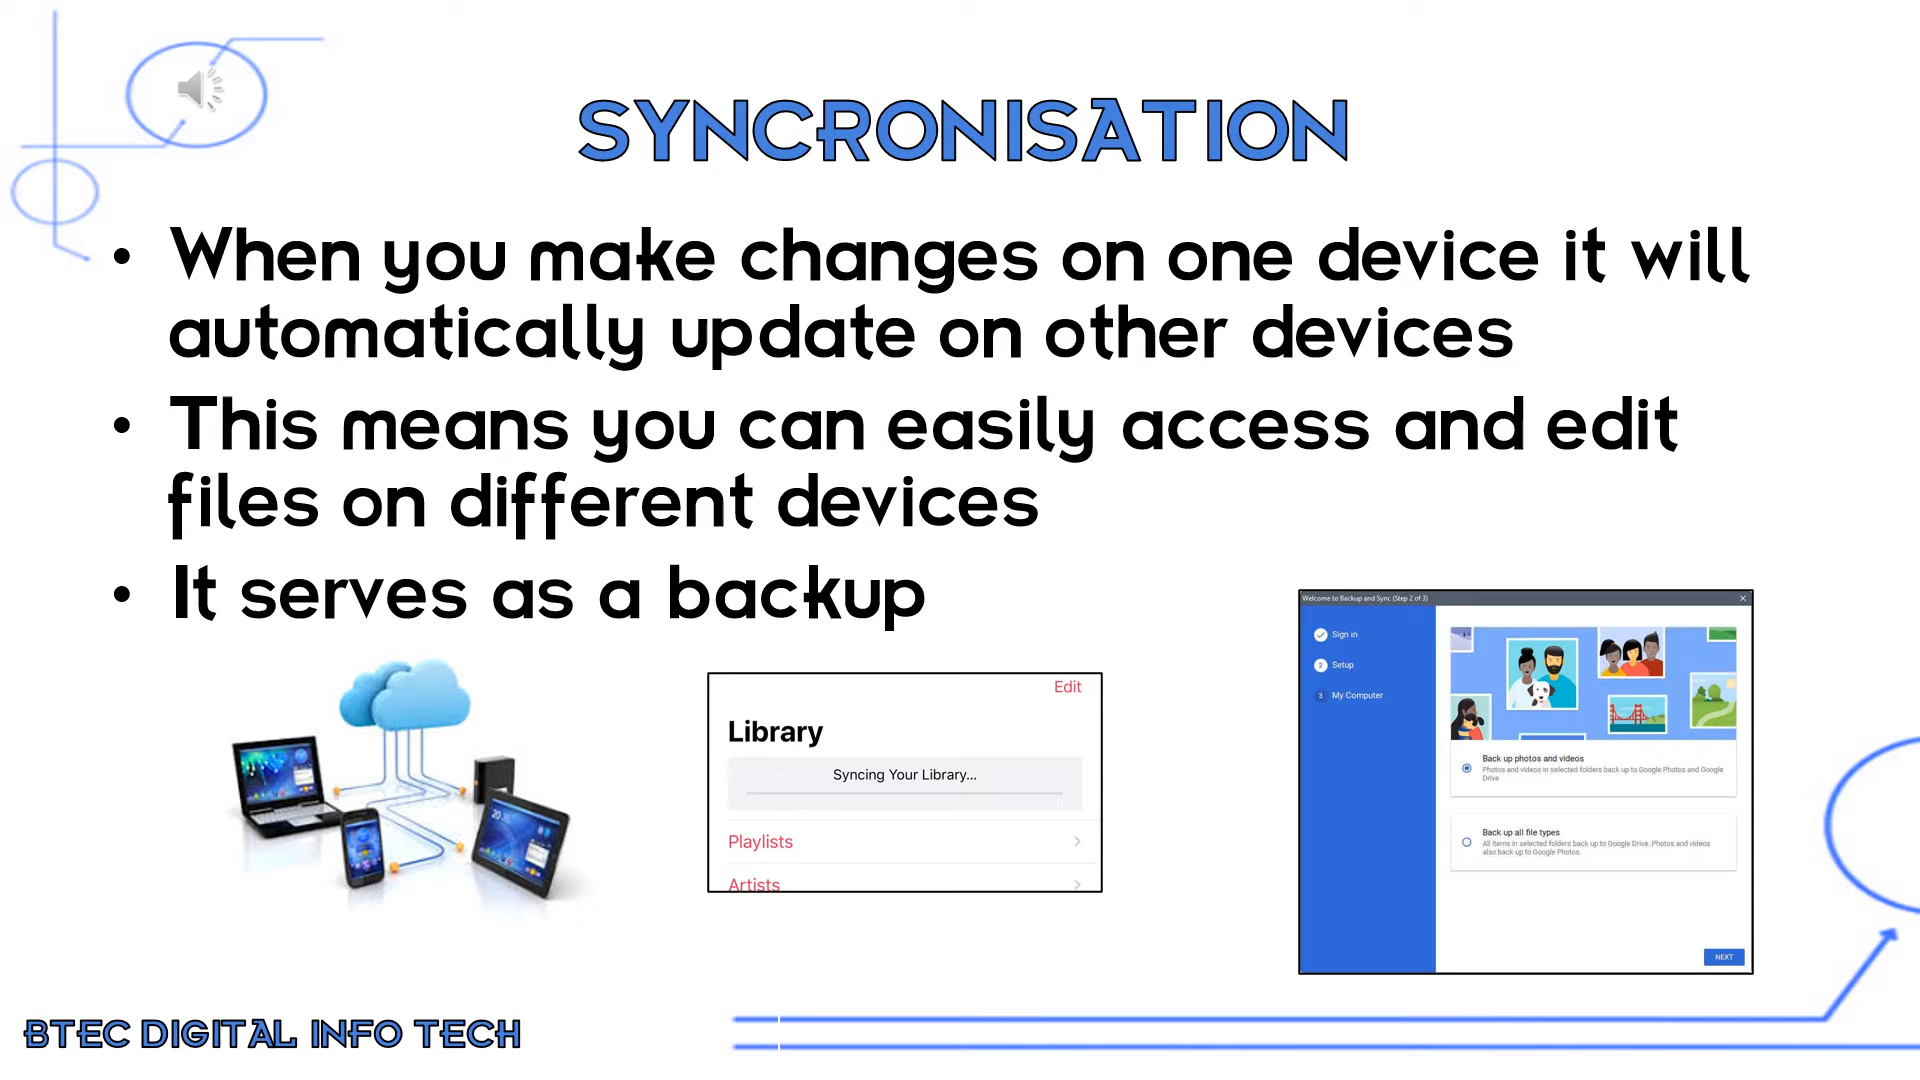 SYNCRONISATION
• When you make changes on one device it will
automatically update on other devices
• This means you can easily access and edit
files on different devices
• It serves as a backup
Edit
Library
Syncing Your Library...
Playlists
Artists
Welcome to Backup and Sync (Step 2 of 3)
Sign in
2 Setup
3 My Computer
Back up photos and videos
Photos and videos in selected folders back up to Google Photos and Google
Drive
Back up all file types
All items in selected folders back up to Google Drive. Photos and videos
also back up to Google Photos.
NEXT
BTEC DIGITAL INFO TECH